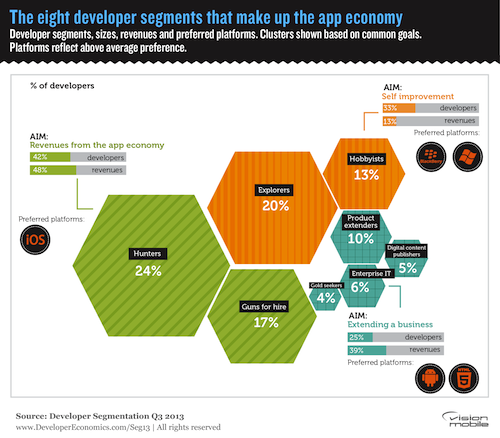 The eight developer segments that make up the app economy
Developer segments, sizes, revenues and preferred platforms. Clusters shown based on common goals.
Platforms reflect above average preference.
% of developers
AIM:
Self improvement
33% developers
13% revenues
Preferred platforms:
BlackBerry
AIM:
Revenues from the app economy
42% developers
48% revenues
Preferred platforms:
iOS
Hobbyists
13%
Explorers
20%
Product
extenders
10%
Digital content
publishers
5%
Hunters
24%
Enterprise IT
6%
Gold seekers
4%
Guns for hire
17%
AIM:
Extending a business
25% developers
39% revenues
Preferred platforms:
HTML
5
Source: Developer Segmentation Q3 2013
www.DeveloperEconomics.com/Seg13 | All rights reserved
vision
mobile